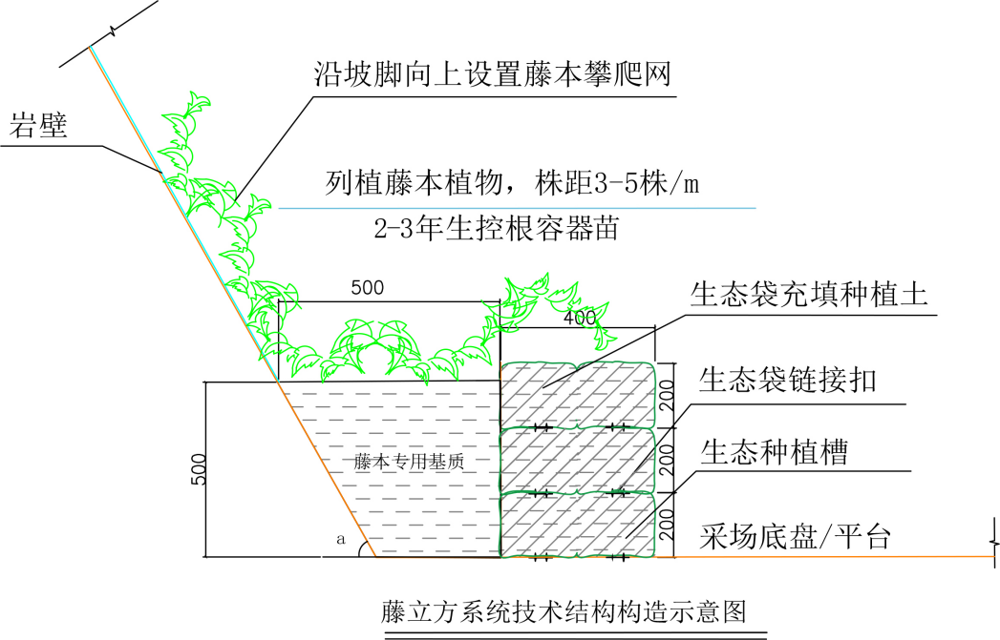 沿坡脚向上设置藤本攀爬网
岩壁
列植藤本植物，株距3-5株/m
2-3年生控根容器苗
500
生态袋充填种植土
400
生态袋链接扣
200
生态种植槽
藤本专用基质
200
500
200
采场底盘/平台
a
藤立方系统技术结构构造示意图